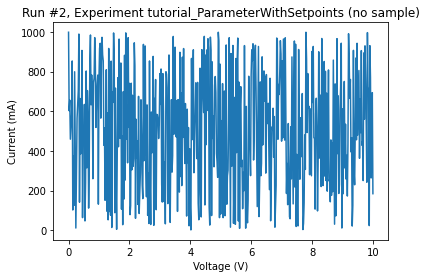 Run #2, Experiment tutorial_ParameterWithSetpoints (no sample)
1000
800
600
400
200
0
Current (mA)
0 2 4 6 8 10
Voltage (V)